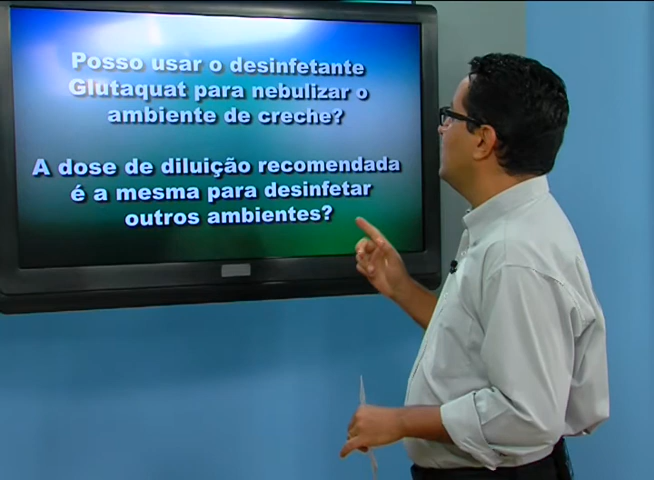 Posso usar o desinfetante
Glutaquat para nebulizar o
ambiente de creche?
A dose de diluição recomendada
é a mesma para desinfetar
outros ambientes?